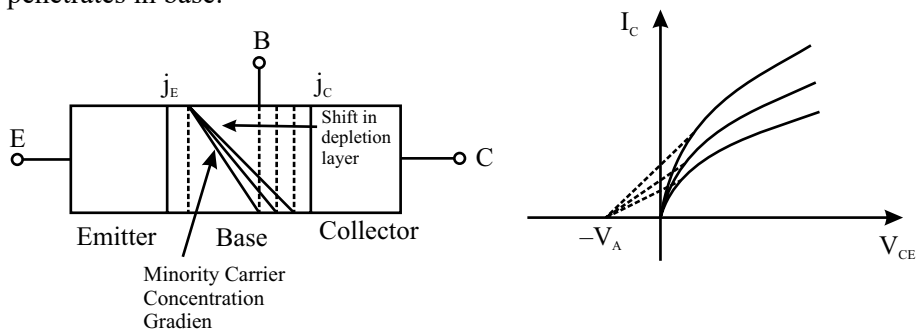 penetrates in base.
B
j_E
j_C
Shift in
depletion
layer
E
C
Emitter
Base
Collector
Minority Carrier
Concentration
Gradien
I_C
–V_A
V_CE